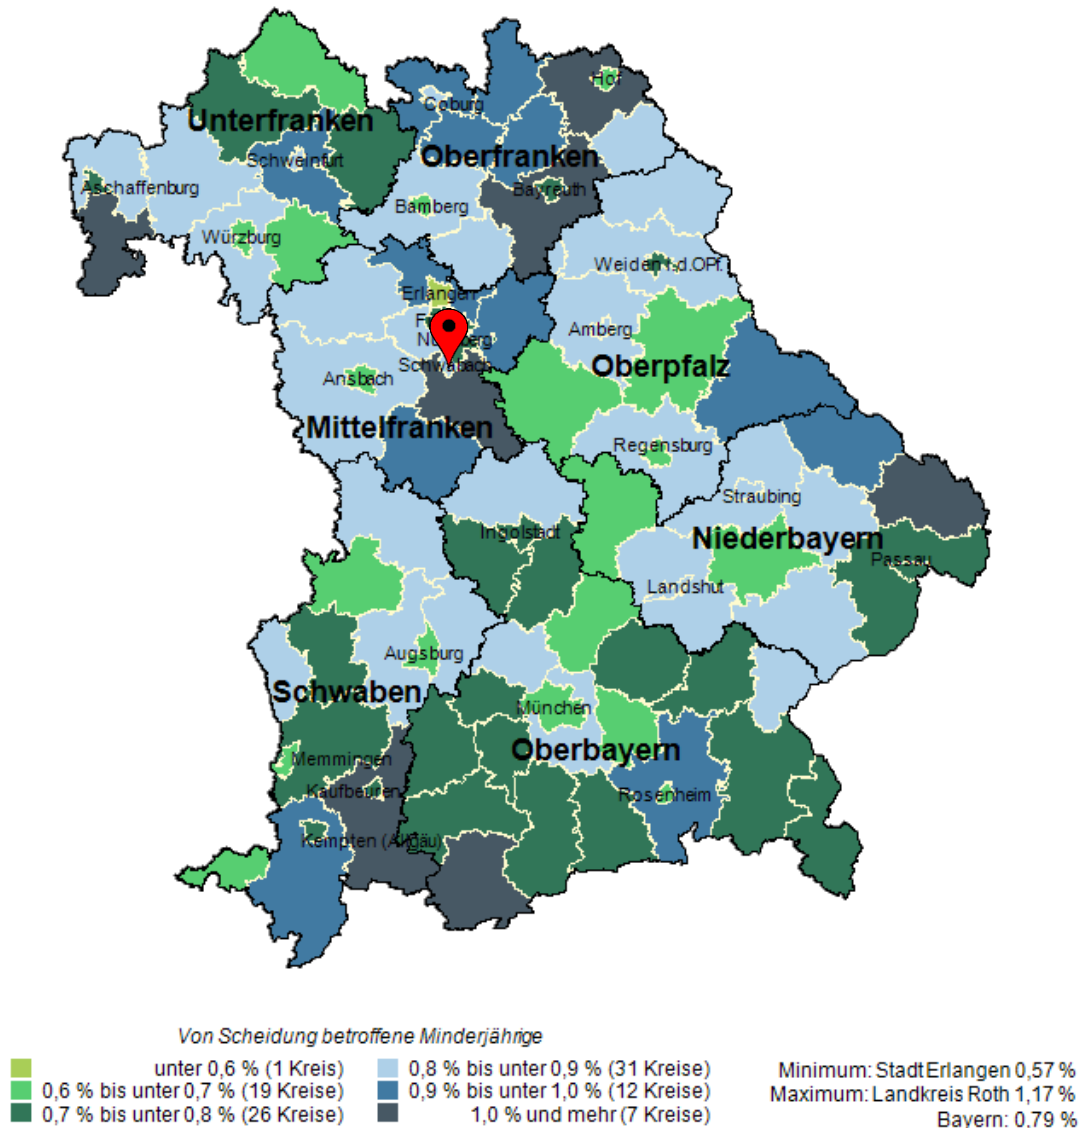 Hof
Coburg
Unterfranken
Schweinfurt
Oberfranken
Aschaffenburg
Bayreuth
Bamberg
Würzburg
Weiden i.d.OPf.
Erlangen
Amberg
Schwabach
Oberpfalz
Ansbach
Mittelfranken
Regensburg
Straubing
Ingolstadt
Niederbayern
Passau
Landshut
Augsburg
Schwaben
München
Oberbayern
Memmingen
Kaufbeuren
Rosenheim
Kempten (Allgäu)
Von Scheidung betroffene Minderjährige
unter 0,6 % (1 Kreis)
0,6 % bis unter 0,7 % (19 Kreise)
0,7 % bis unter 0,8 % (26 Kreise)
0,8 % bis unter 0,9 % (31 Kreise)
0,9 % bis unter 1,0 % (12 Kreise)
1,0 % und mehr (7 Kreise)
Minimum: Stadt Erlangen 0,57 %
Maximum: Landkreis Roth 1,17 %
Bayern: 0,79 %